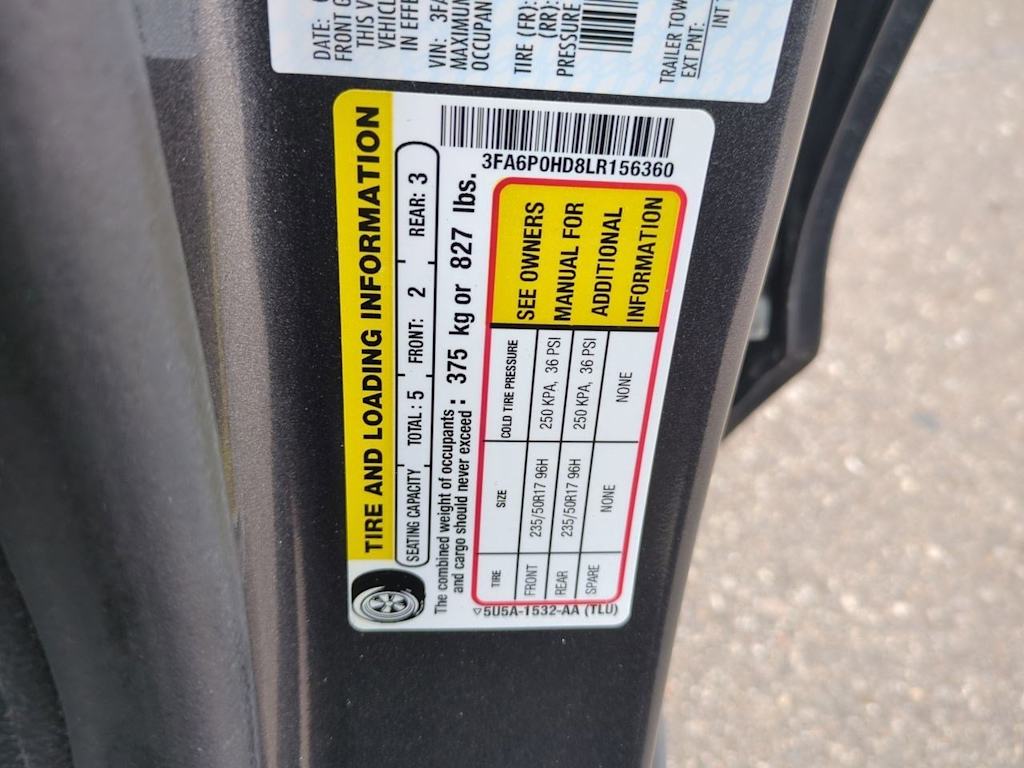 DATE:
FRONT G
THIS V
VEHICL
IN EFFE
VIN: 3FA
MAXIMUM
OCCUPAN
TIRE (FR):
(RR):
PRESSURE
TRAILER TOW
EXT PNT:
INT
TIRE AND LOADING INFORMATION
SEATING CAPACITY TOTAL: 5 FRONT: 2 REAR: 3
The combined weight of occupants
and cargo should never exceed : 375 kg or 827 lbs.
3FA6P0HD8LR156360
TIRE SIZE COLD TIRE PRESSURE
FRONT 235/50R17 96H 250 KPA, 36 PSI
REAR 235/50R17 96H 250 KPA, 36 PSI
SPARE NONE NONE
SEE OWNERS
MANUAL FOR
ADDITIONAL
INFORMATION
▽5U5A-1532-AA (TLU)